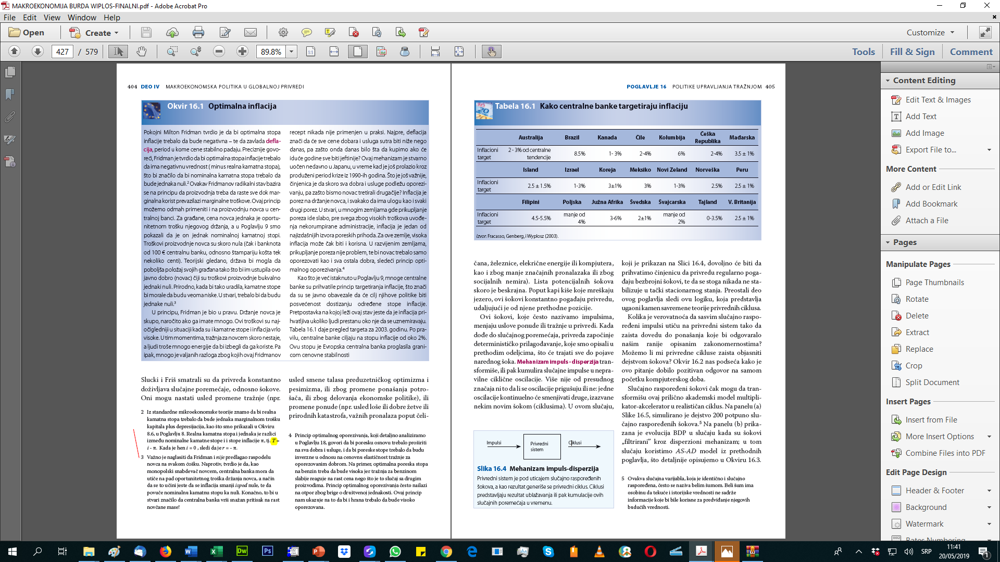 MAKROEKONOMIJA BURDA WIPLOS-FINALNI.pdf - Adobe Acrobat Pro
File Edit View Window Help
Open Create Customize
427 / 579 89.8% Tools Fill & Sign Comment
404 DEO IV MAKROEKONOMSKA POLITIKA U GLOBALNOJ PRIVREDI
Okvir 16.1 Optimalna inflacija
Pokojni Milton Fridman tvrdio je da bi optimalna stopa
inflacije trebalo da bude negativna – te da zavlada defla-
cija, period u kome cene stabilno padaju. Preciznije govo-
reći, Fridman je tvrdio da bi optimalna stopa inflacije trebalo
da ima negativnu vrednost ( minus realna kamatna stopa),
što bi značilo da bi nominalna kamatna stopa trebalo da
bude jednaka nuli.² Ovakav Fridmanov radikalni stav bazira
se na principu da proizvodnja treba da raste sve dok mar-
ginalna korist prevazilazi marginalne troškove. Ovaj princip
možemo odmah primeniti i na proizvodnju novca u cen-
tralnoj banci. Za građane, cena novca jednaka je oportu-
nitetnom trošku njegovog držanja, a u Poglavlju 9 smo
pokazali da je on jednak nominalnoj kamatnoj stopi.
Troškovi proizvodnje novca su skoro nula (čak i banknota
od 100 € centralnu banku, odnosno štampariju košta tek
nekoliko centi). Teorijski gledano, država bi mogla da
poboljša položaj svojih građana tako što bi im ustupila ovo
javno dobro (novac) čiji su troškovi proizvodnje bukvalno
jednaki nuli. Prirodno, kada bi tako uradila, kamatne stope
bi morale da budu veoma niske. U stvari, trebalo bi da budu
jednake nuli.³
U principu, Fridman je bio u pravu. Držanje novca je
skupo, naročito ako ga imate mnogo. Ovi troškovi su naj-
očigledniji u situaciji kada su i kamatne stope i inflacija vrlo
visoke. U tim momentima, tražnja za novcem skoro nestaje,
a ljudi troše mnogo energije da bi izbegli da ga koriste. Pa
ipak, mnogo je valjanih razloga zbog kojih ovaj Fridmanov
recept nikada nije primenjen u praksi. Najpre, deflacija
znači da će sve cene dobara i usluga sutra biti niže nego
danas, pa zašto onda danas bilo šta da kupimo ako će
iduće godine sve biti jeftinije? Ovaj mehanizam je stvarno
uočen nedavno u Japanu, u vreme kad je još prolazio kroz
produženi period krize iz 1990-ih godina. Što je još važnije,
činjenica je da skoro sva dobra i usluge podležu oporezi-
vanju, pa zašto bismo novac tretirali drugačije? Inflacija je
porez na držanje novca, i svakako da ima ulogu kao i svaki
drugi porez. U stvari, u mnogim zemljama gde prikupljanje
poreza ide slabo, pre svega zbog visokih troškova uvođe-
nja nekorumpirane administracije, inflacija je jedan od
najizdašnijih izvora poreskih prihoda. Za ove zemlje, visoka
inflacija može čak biti i korisna. U razvijenim zemljama,
prikupljanje poreza nije problem, te bi novac trebalo samo
oporezovati kao i sva ostala dobra, sledeći princip opti-
malnog oporezivanja.⁴
Kao što je već istaknuto u Poglavlju 9, mnoge centralne
banke su prihvatile princip targetiranja inflacije, što znači
da su se javno obavezale da će cilj njihove politike biti
posvećenost dostizanju određene stope inflacije.
Pretpostavka na kojoj leži ovaj stav jeste da je inflacija pri-
hvatljiva ukoliko ljudi prestanu oko nje da se uznemiravaju.
Tabela 16.1 daje pregled targeta za 2003. godinu. Po pra-
vilu, centralne banke ciljaju na stopu inflacije od oko 2%.
Ovu stopu je Evropska centralna banka proglasila grani-
com cenovne stabilnosti
Slucki i Friš smatrali su da privreda konstantno
doživljava slučajne poremećaje, odnosno šokove.
Oni mogu nastati usled promene tražnje (npr.
2 Iz standardne mikroekonomske teorije znamo da bi realna
kamatna stopa trebalo da bude jednaka marginalnom trošku
kapitala plus depresijacija, kao što smo prikazali u Okviru
8.6, u Poglavlju 8. Realna kamatna stopa i jednaka je razlici
između nominalne kamatne stope i i stope inflacije π, tj. T =
i - π. Kada je hen i = 0 , sledi da je r = - π.
3 Važno je naglasiti da Fridman i nije predlagao raspodelu
novca na svakom ćošku. Naprotiv, tvrdio je da, kao
monopolski snabdevač novcem, centralna banka mora da
utiče na pad oportunitetnog troška držanja novca, a način
da se to učini jeste da se inflacija smanji ispod nule, te da
povuče nominalnu kamatnu stopu ka nuli. Konačno, to bi u
stvari značilo da centralna banka vrši snažan pritisak na rast
novčane mase!
usled smene talasa preduzetničkog optimizma i
pesimizma, ili zbog promene ponašanja potro-
šača, ili zbog delovanja ekonomske politike), ili
promene ponude (npr. usled loše ili dobre žetve ili
prirodnih katastrofa, važnih pronalaza poput čeli-
4 Princip optimalnog oporezivanja, koji detaljno analiziramo
u Poglavlju 18, govori da bi poresku osnovu trebalo proširiti
na sva dobra i usluge, i da bi poreske stope trebalo da budu
inverzne u odnosu na cenovnu elastičnost tražnje za
oporezovanim dobrom. Na primer, optimalna poreska stopa
na benzin treba da bude visoka jer tražnja za benzinom
slabije reaguje na rast cena nego što je to slučaj sa drugim
proizvodima. Princip optimalnog oporezivanja često nailazi
na otpor zbog brige o društvenoj jednakosti. Ovaj princip
nam ukazuje na to da bi i hrana trebalo da bude visoko
oporezovana.
POGLAVLJE 16 POLITIKE UPRAVLJANJA TRAŽNJOM 405
Tabela 16.1 Kako centralne banke targetiraju inflaciju
Australija Brazil Kanada Čile Kolumbija Češka Republika Mađarska
Inflacioni target 2 - 3% od centralne tendencije 8.5% 1- 3% 2-4% 6% 2-4% 3.5 ± 1%
Island Izrael Koreja Meksiko Novi Zeland Norveška Peru
Inflacioni target 2.5 ± 1.5% 1-3% 3±1% 3% 1-3% 2.5% 2.5 ± 1%
Filipini Poljska Južna Afrika Švedska Švajcarska Tajland V. Britanija
Inflacioni target 4.5-5.5% manje od 4% 3-6% 2±1% manje od 2% 0-3.5% 2.5 ± 1%
Izvor: Fracasso, Genberg, i Wyplosz (2003).
čana, železnice, elekrične energije ili kompjutera,
kao i zbog manje značajnih pronalazaka ili zbog
socijalnih nemira). Lista potencijalnih šokova
skoro je beskrajna. Poput kapi kiše koje mreškaju
jezero, ovi šokovi konstantno pogađaju privredu,
udaljujući je od njene prethodne pozicije.
Ovi šokovi, koje često nazivamo impulsima,
menjaju uslove ponude ili tražnje u privredi. Kada
dođe do slučajnog poremećaja, privreda započinje
determinističko prilagođavanje, koje smo opisali u
prethodim odeljcima, što će trajati sve do pojave
narednog šoka. Mehanizam impuls - disperzija tran-
sformiše, ili pak kumulira slučajne impulse u nepra-
vilne ciklične oscilacije. Više nije od presudnog
značaja ni to da li se oscilacije prigušuju ili ne: jedne
oscilacije kontinuelno će smenjivati druge, izazvane
nekim novim šokom (ciklusima). U ovom slučaju,
Impulsi
Privredni
sistem
Ciklusi
Slika 16.4 Mehanizam impuls-disperzija
Privredni sistem je pod uticajem slučajno raspoređenih
šokova, a kao rezultat generiše se privredni ciklus. Ciklusi
predstavljaju rezultat ublažavanja ili pak kumulacije ovih
slučajnih poremećaja u vremenu.
koji je prikazan na Slici 16.4, dovoljno će biti da
prihvatimo činjenicu da privredu regularno poga-
đaju bezbrojni šokovi, te da se stoga nikada ne sta-
bilizuje u tački stacionarnog stanja. Preostali deo
ovog poglavlja sledi ovu logiku, koja predstavlja
ugaoni kamen savremene teorije privrednih ciklusa.
Kolika je verovatnoća da sasvim slučajno raspo-
ređeni impulsi utiču na privredni sistem tako da
zaista dovedu do ponašanja koje bi odgovaralo
našim ranije opisanim zakonomernostima?
Možemo li mi privredne cikluse zaista objasniti
dejstvom šokova? Okvir 16.2 nas podseća kako je
ovo pitanje dobilo pozitivan odgovor na samom
početku kompjuterskog doba.
Slučajno raspoređeni šokovi čak mogu da tran-
sformišu ovaj prilično akademski model multipli-
kator-akcelerator u realističan ciklus. Na panelu (a)
Slike 16.5, simulirano je dejstvo 200 potpuno slu-
čajno raspoređenih šokova.⁵ Na panelu (b) prika-
zana je evolucija BDP u slučaju kada su šokovi
„filtrirani” kroz disperzioni mehanizam; u tom
slučaju koristimo AS-AD model iz prethodnih
poglavlja, što detaljnije opisujemo u Okviru 16.3.
5 Ovakva slučajna varijabla, koja je identično i slučajno
raspoređena, često se naziva belim šumom. Beli šum ima
osobinu da tekuće i istorijske vrednosti ne sadrže
informacije koje bi bile korisne za predviđanje njegovih
budućih vrednosti.
Content Editing
Edit Text & Images
Add Text
Add Image
Export File to...
More Content
Add or Edit Link
Add Bookmark
Attach a File
Pages
Manipulate Pages
Page Thumbnails
Rotate
Delete
Extract
Replace
Crop
Split Document
Insert Pages
Insert from File
More Insert Options
Combine Files into PDF
Edit Page Design
Header & Footer
Background
Watermark
SRP
11:41
20/05/2019